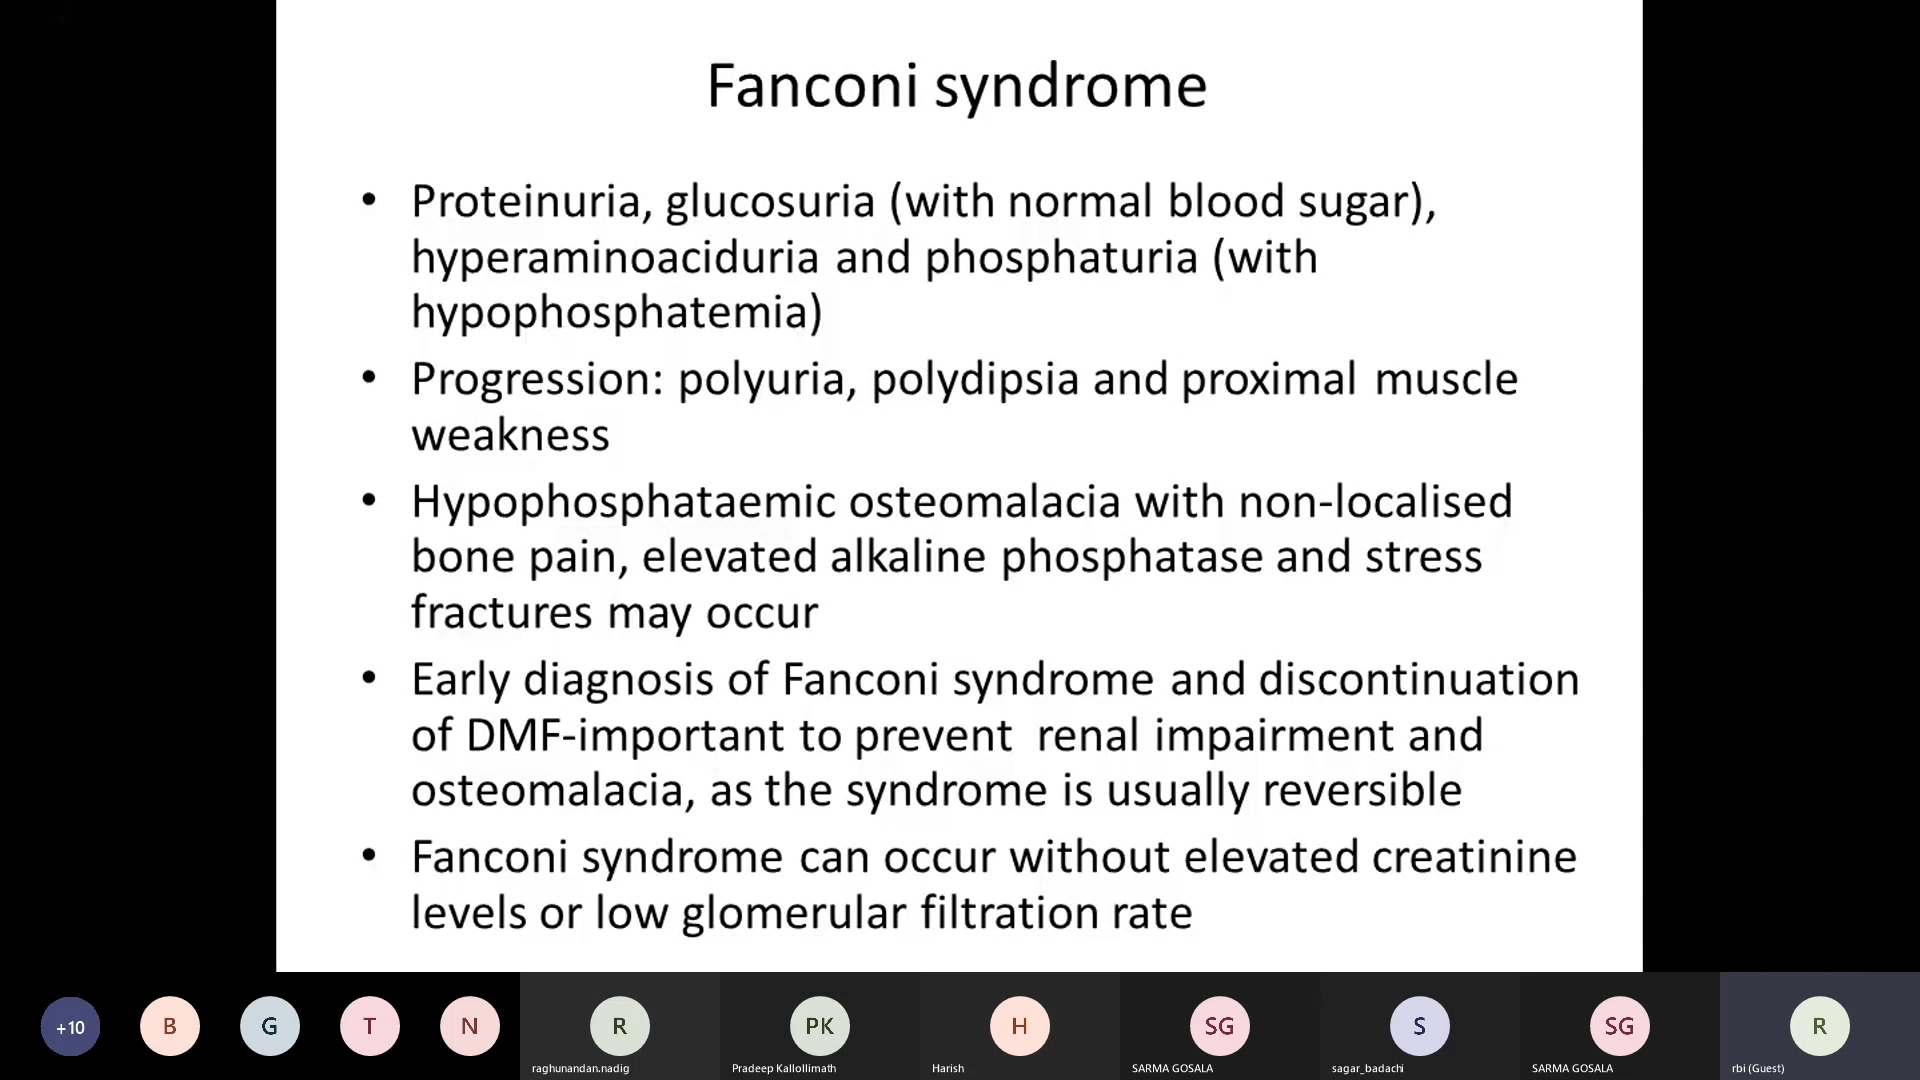 Fanconi syndrome
• Proteinuria, glucosuria (with normal blood sugar),
hyperaminoaciduria and phosphaturia (with
hypophosphatemia)
• Progression: polyuria, polydipsia and proximal muscle
weakness
• Hypophosphataemic osteomalacia with non-localised
bone pain, elevated alkaline phosphatase and stress
fractures may occur
• Early diagnosis of Fanconi syndrome and discontinuation
of DMF-important to prevent  renal impairment and
osteomalacia, as the syndrome is usually reversible
• Fanconi syndrome can occur without elevated creatinine
levels or low glomerular filtration rate
+10 B G T N R PK H SG S SG R
raghunandan.nadig Pradeep Kallollimath Harish SARMA GOSALA sagar_badachi SARMA GOSALA rbi (Guest)